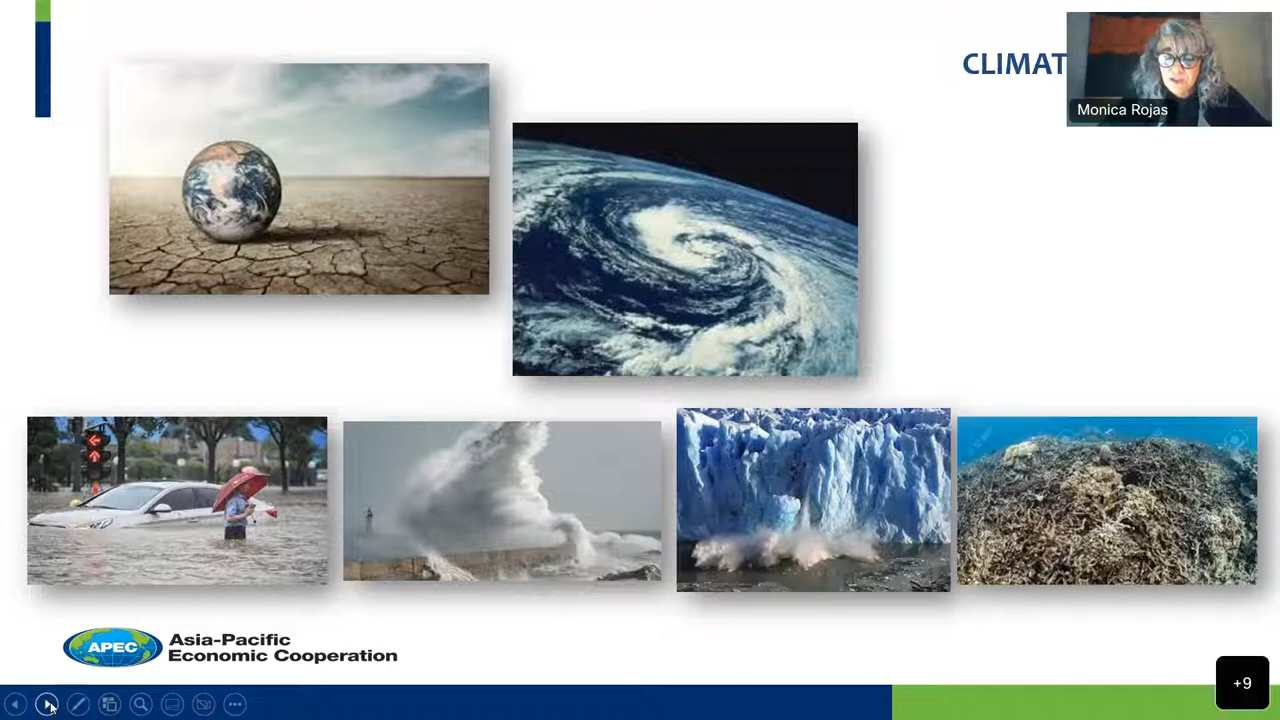 CLIMAT
Monica Rojas
APEC
Asia-Pacific
Economic Cooperation
+9